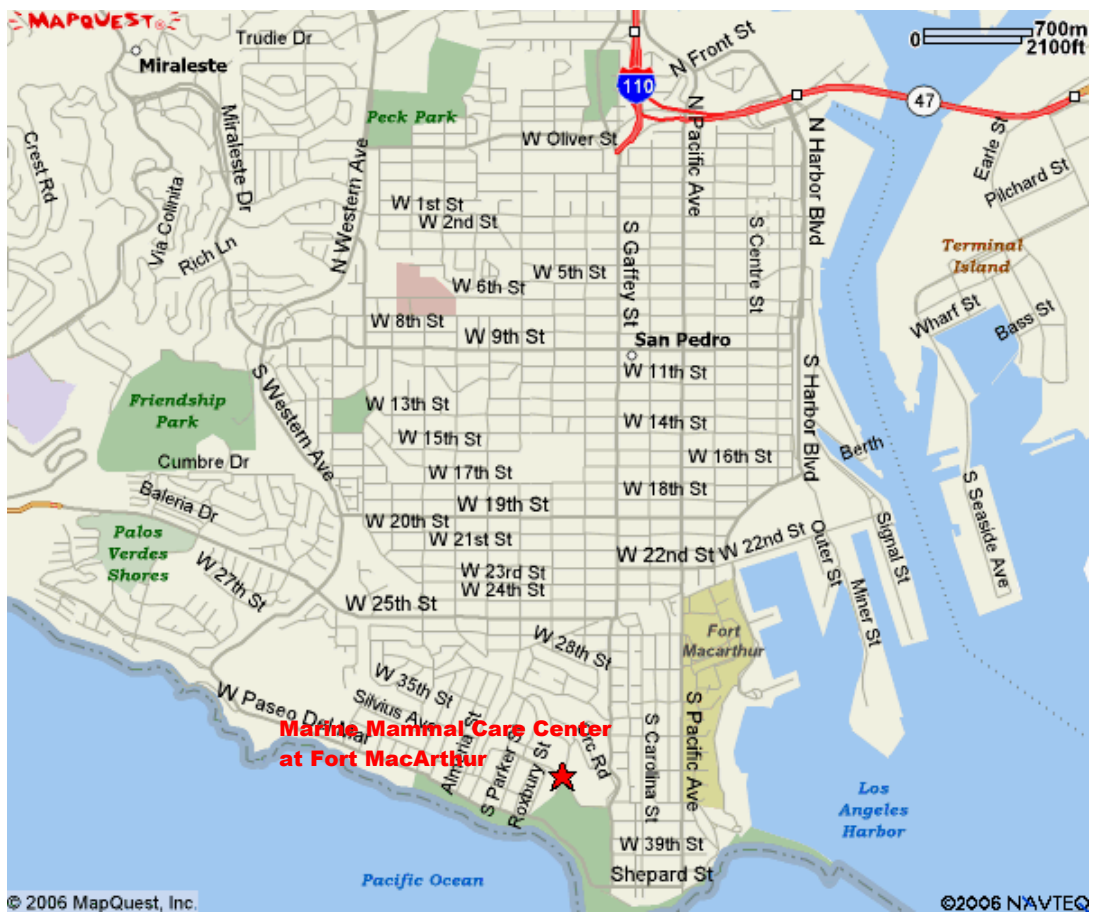 MAPQUEST
Trudie Dr
Miraleste
0 700m
2100ft
N Front St
110
47
Peck Park
W Oliver St
N Pacific Ave
N Harbor Blvd
Earle St
Pilchard St
Crest Rd
Miraleste Dr
Via Colinita
Rich Ln
N Western Ave
W 1st St
W 2nd St
S Gaffey St
S Centre St
Terminal
Island
W 5th St
W 6th St
W 8th St
W 9th St
San Pedro
Wharf St
Bass St
W 11th St
S Harbor Blvd
Friendship
Park
S Western Ave
W 13th St
W 14th St
W 15th St
W 16th St
Berth
Cumbre Dr
W 17th St
W 18th St
Baleria Dr
W 19th St
W 20th St
W 21st St
W 22nd St
W 22nd St
Outer St
Signal St
S Seaside Ave
Palos
Verdes
Shores
W 27th St
W 23rd St
W 24th St
W 25th St
Miner St
Fort
Macarthur
W 28th St
W 35th St
Silvius Ave
W Paseo Del Mar
Marine Mammal Care Center
at Fort MacArthur
Almeria St
S Parker S
Roxbury St
rc Rd
S Carolina St
S Pacific Ave
Los
Angeles
Harbor
W 39th St
Shepard St
Pacific Ocean
© 2006 MapQuest, Inc.
©2006 NAVTEQ